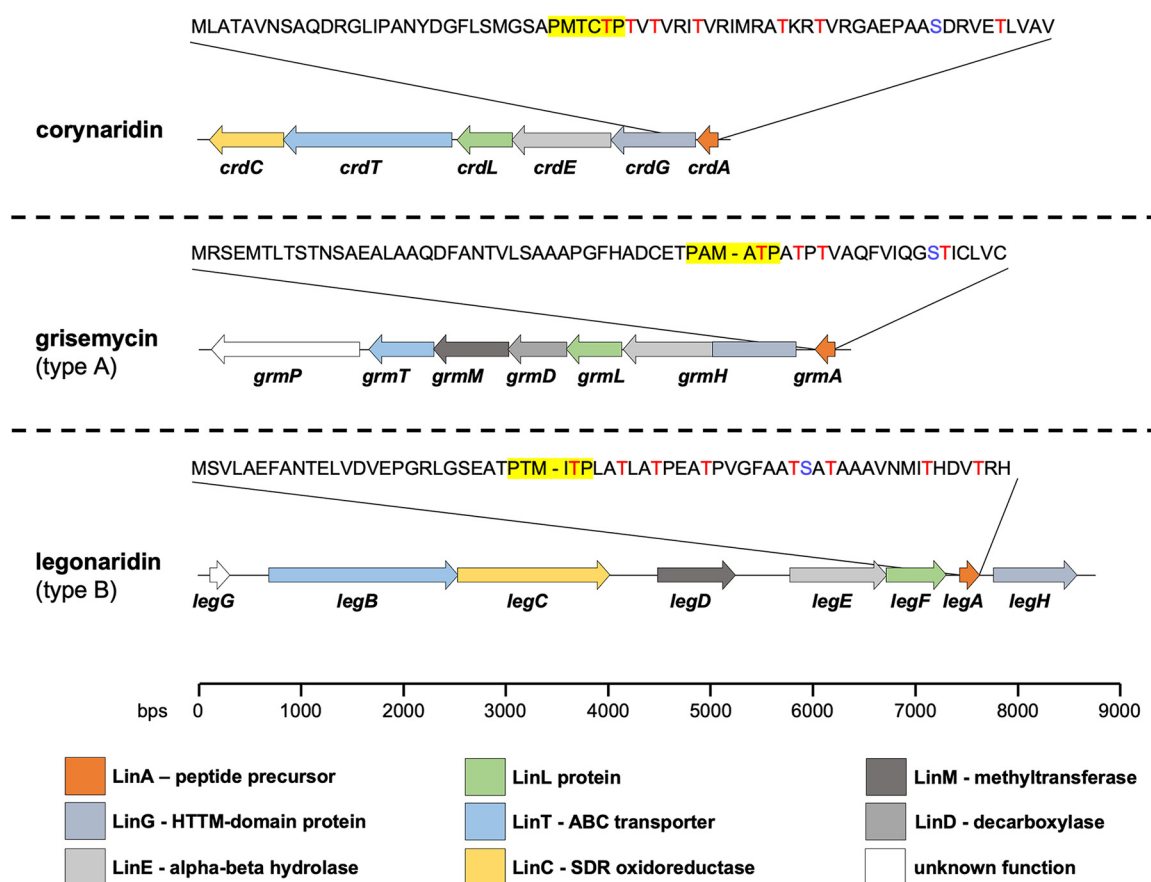 MLATAVNSAQDRGLIPANYDGFLSMGSAPMTCTPTVTVRITVRIMRATKRTVRGAEPAASDRVETLVAV
corynaridin
crdC crdT crdL crdE crdG crdA
MRSEMTLTSTNSAEALAAQDFANTVLSAAAPGFHADCETPAM - ATPATPTVAQFVIQGSTICLVC
grisemycin
(type A)
grmP grmT grmM grmD grmL grmH grmA
MSVLAEFANTELVDVEPGRLGSEATPTM - ITPLATLATPEATPVGFAATSATAAAVNMITHDVTRH
legonaridin
(type B)
legG legB legC legD legE legF legA legH
bps 0 1000 2000 3000 4000 5000 6000 7000 8000 9000
LinA – peptide precursor LinL protein LinM - methyltransferase
LinG - HTTM-domain protein LinT - ABC transporter LinD - decarboxylase
LinE - alpha-beta hydrolase LinC - SDR oxidoreductase unknown function